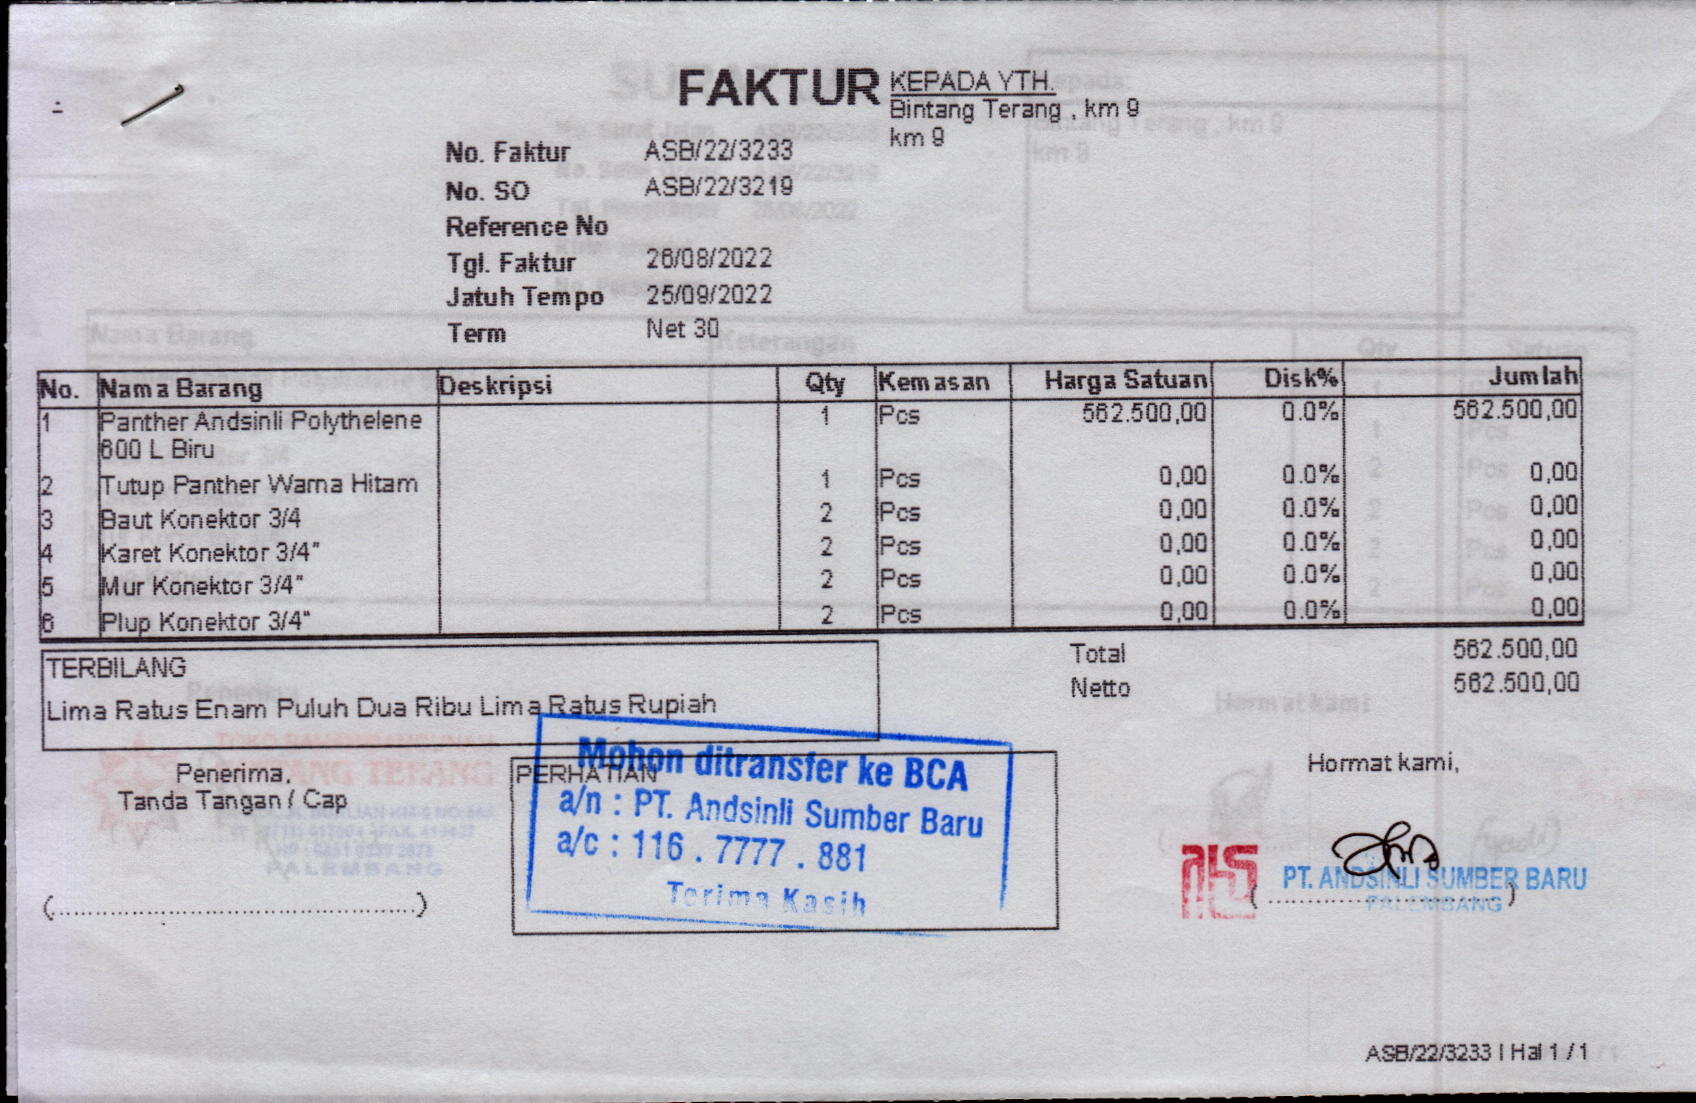 FAKTUR
KEPADA YTH.
Bintang Terang , km 9
km 9
No. Faktur ASB/22/3233
No. SO ASB/22/3219
Reference No
Tgl. Faktur 26/08/2022
Jatuh Tempo 25/09/2022
Term Net 30
No. Nama Barang Deskripsi Qty Kemasan Harga Satuan Disk% Jumlah
1 Panther Andsinli Polythelene 1 Pcs 562.500,00 0.0% 562.500,00
600 L Biru
2 Tutup Panther Warna Hitam 1 Pcs 0,00 0.0% 0,00
3 Baut Konektor 3/4 2 Pcs 0,00 0.0% 0,00
4 Karet Konektor 3/4" 2 Pcs 0,00 0.0% 0,00
5 Mur Konektor 3/4" 2 Pcs 0,00 0.0% 0,00
6 Plup Konektor 3/4" 2 Pcs 0,00 0.0% 0,00
Total 562.500,00
Netto 562.500,00
TERBILANG
Lima Ratus Enam Puluh Dua Ribu Lima Ratus Rupiah
Penerima,
Tanda Tangan / Cap
(............................................)
PERHATIAN
Mohon ditransfer ke BCA
a/n : PT. Andsinli Sumber Baru
a/c : 116 . 7777 . 881
Terima Kasih
Hormat kami,
PT. ANDSINLI SUMBER BARU
PALEMBANG
ASB/22/3233 | Hal 1 / 1